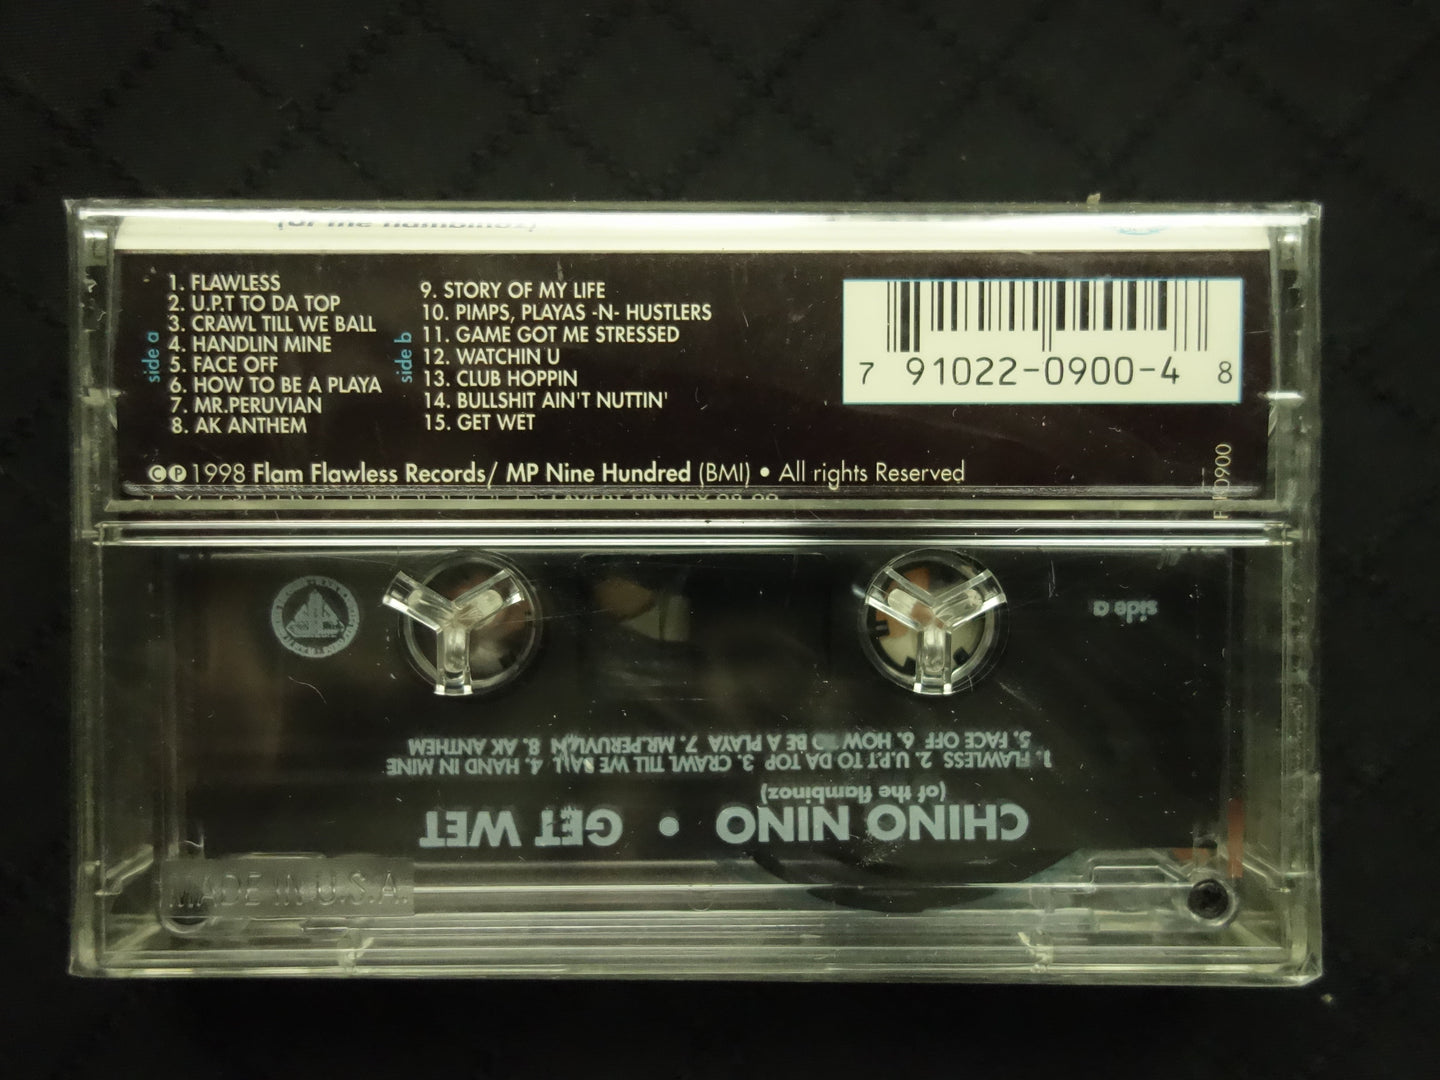 (of the flambinoz)
side a
1. FLAWLESS
2. U.P.T TO DA TOP
3. CRAWL TILL WE BALL
4. HANDLIN MINE
5. FACE OFF
6. HOW TO BE A PLAYA
7. MR.PERUVIAN
8. AK ANTHEM
side b
9. STORY OF MY LIFE
10. PIMPS, PLAYAS -N- HUSTLERS
11. GAME GOT ME STRESSED
12. WATCHIN U
13. CLUB HOPPIN
14. BULLSHIT AIN'T NUTTIN'
15. GET WET
7 91022-0900-4 8
©℗1998 Flam Flawless Records/ MP Nine Hundred (BMI) • All rights Reserved
side a
CHINO NINO • GET WET
(of the flambinoz)
1. FLAWLESS 2. U.P.T TO DA TOP 3. CRAWL TILL WE BALL 4. HAND IN MINE
5. FACE OFF 6. HOW TO BE A PLAYA 7. MR.PERUVIAN 8. AK ANTHEM
MADE IN U.S.A.